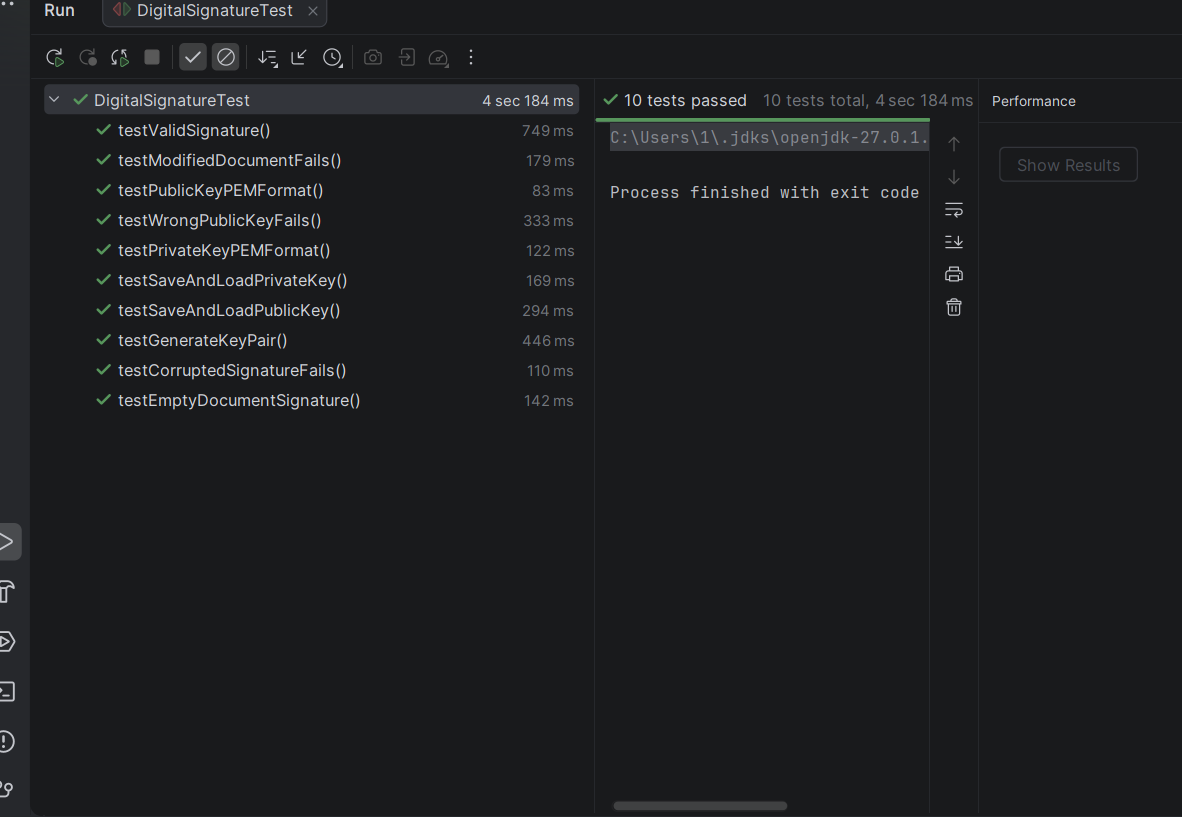 Run DigitalSignatureTest
DigitalSignatureTest 4 sec 184 ms
testValidSignature() 749 ms
testModifiedDocumentFails() 179 ms
testPublicKeyPEMFormat() 83 ms
testWrongPublicKeyFails() 333 ms
testPrivateKeyPEMFormat() 122 ms
testSaveAndLoadPrivateKey() 169 ms
testSaveAndLoadPublicKey() 294 ms
testGenerateKeyPair() 446 ms
testCorruptedSignatureFails() 110 ms
testEmptyDocumentSignature() 142 ms
10 tests passed 10 tests total, 4 sec 184 ms
C:\Users\1\.jdks\openjdk-27.0.1.
Process finished with exit code
Performance
Show Results